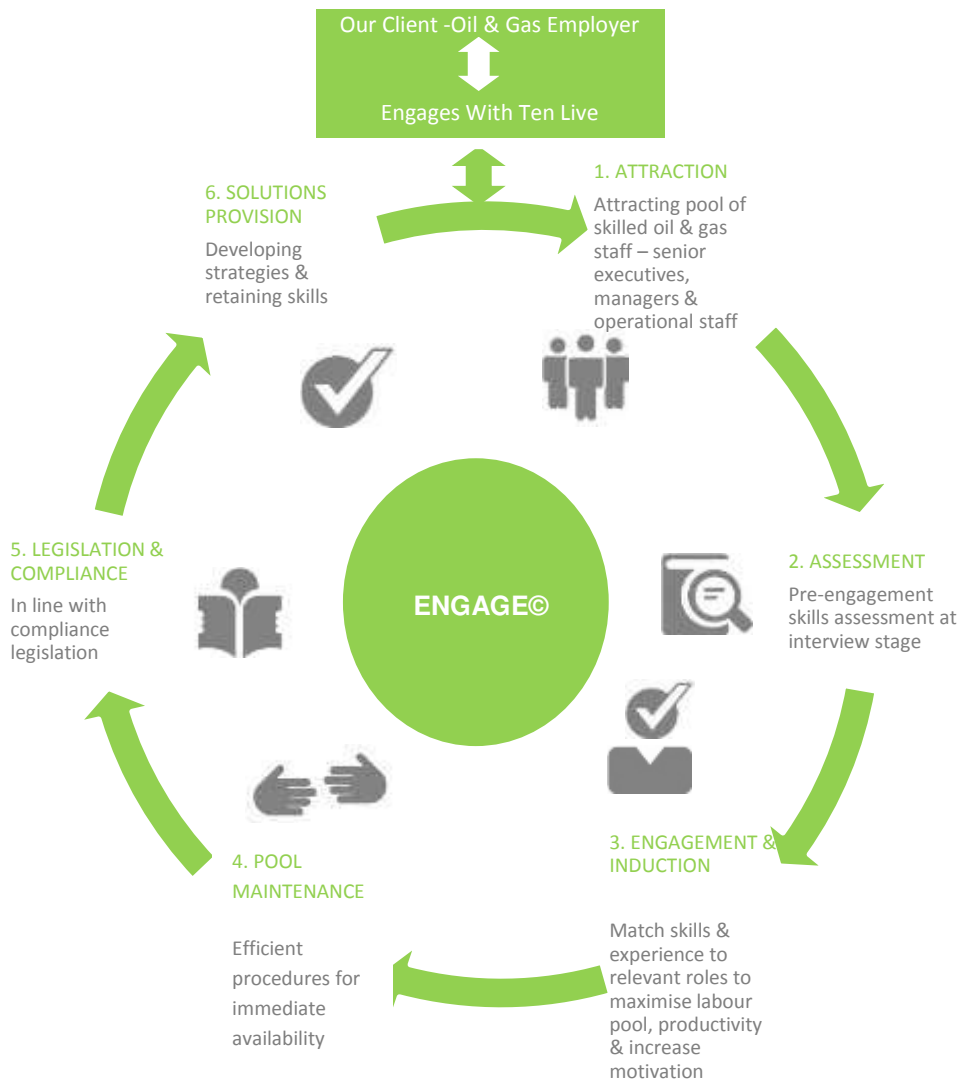 Our Client -Oil & Gas Employer
Engages With Ten Live
1. ATTRACTION
Attracting pool of
skilled oil & gas
staff – senior
executives,
managers &
operational staff
2. ASSESSMENT
Pre-engagement
skills assessment at
interview stage
3. ENGAGEMENT &
INDUCTION
Match skills &
experience to
relevant roles to
maximise labour
pool, productivity
& increase
motivation
4. POOL
MAINTENANCE
Efficient
procedures for
immediate
availability
5. LEGISLATION &
COMPLIANCE
In line with
compliance
legislation
6. SOLUTIONS
PROVISION
Developing
strategies &
retaining skills
ENGAGE©